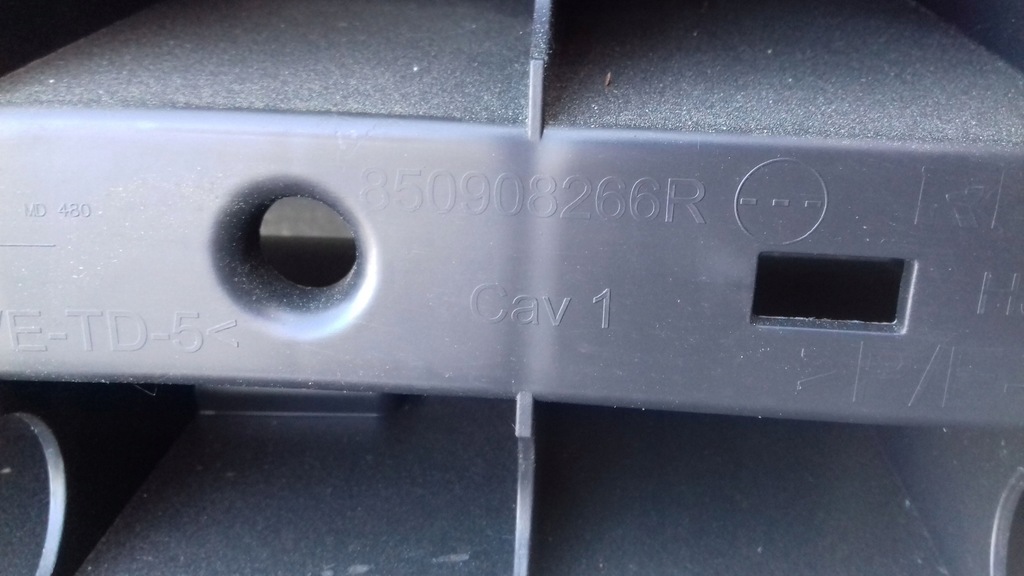 850908266R
MD 480
Cav 1
E-TD-5<
>P/